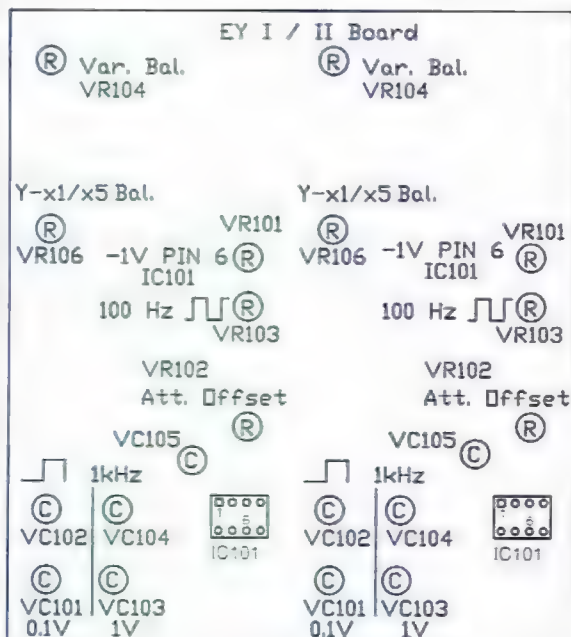 EY I / II Board
R Var. Bal. R Var. Bal.
VR104 VR104
Y-x1/x5 Bal. Y-x1/x5 Bal.
R VR101 R VR101
VR106 -1V PIN 6 R VR106 -1V PIN 6 R
IC101 IC101
100 Hz R 100 Hz R
VR103 VR103
VR102 VR102
Att. Offset Att. Offset
R R
VC105 C VC105 C
1kHz 1kHz
C C C C
VC102 VC104 VC102 VC104
1 6
IC101 IC101
C C C C
VC101 VC103 VC101 VC103
0.1V 1V 0.1V 1V